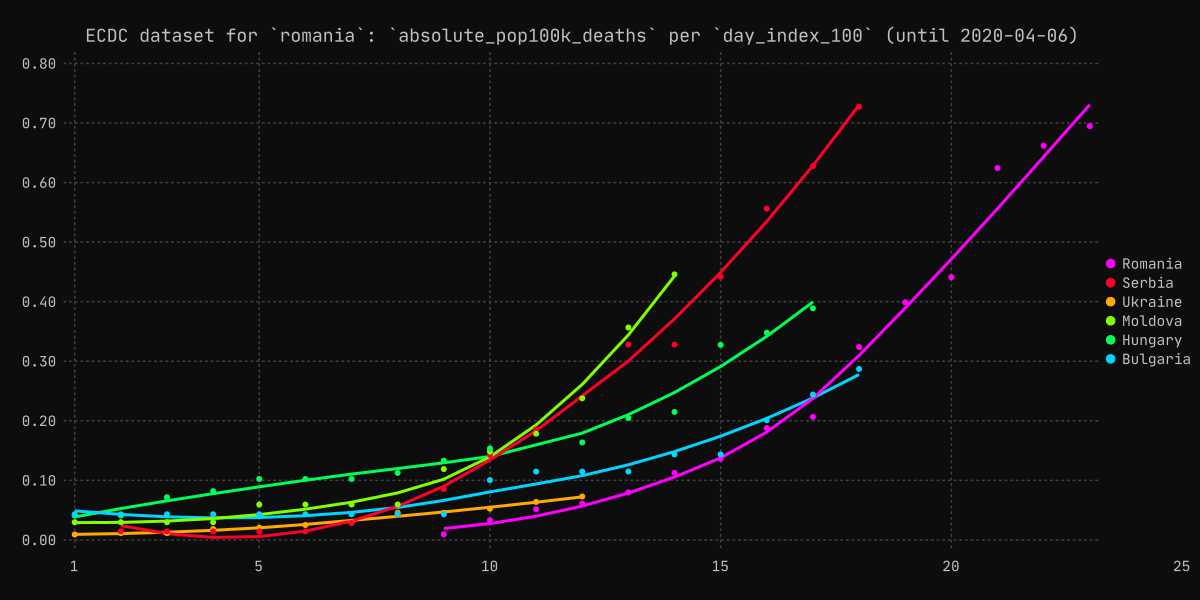 ECDC dataset for `romania`: `absolute_pop100k_deaths` per `day_index_100` (until 2020-04-06)
0.80
0.70
0.60
0.50
0.40
0.30
0.20
0.10
0.00
1
5
10
15
20
25
Romania
Serbia
Ukraine
Moldova
Hungary
Bulgaria